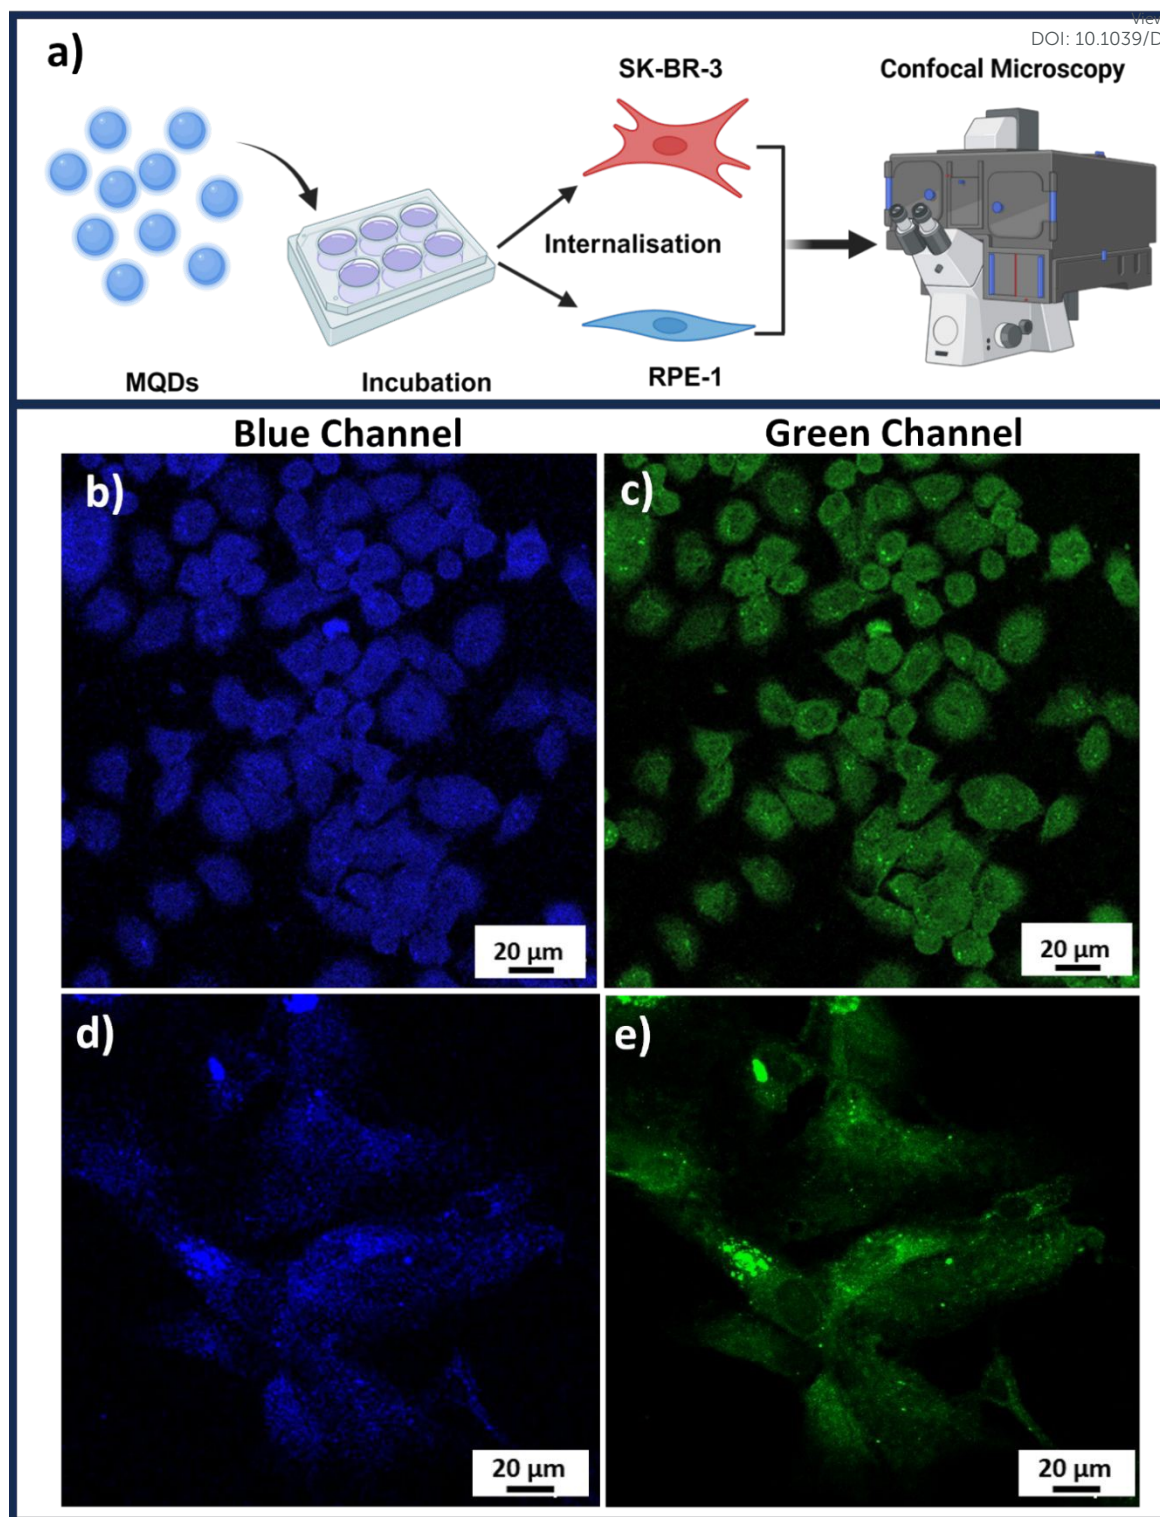 View
DOI: 10.1039/D
a)
SK-BR-3
Confocal Microscopy
Internalisation
MQDs
Incubation
RPE-1
Blue Channel
Green Channel
b)
c)
20 µm
20 µm
d)
e)
20 µm
20 µm